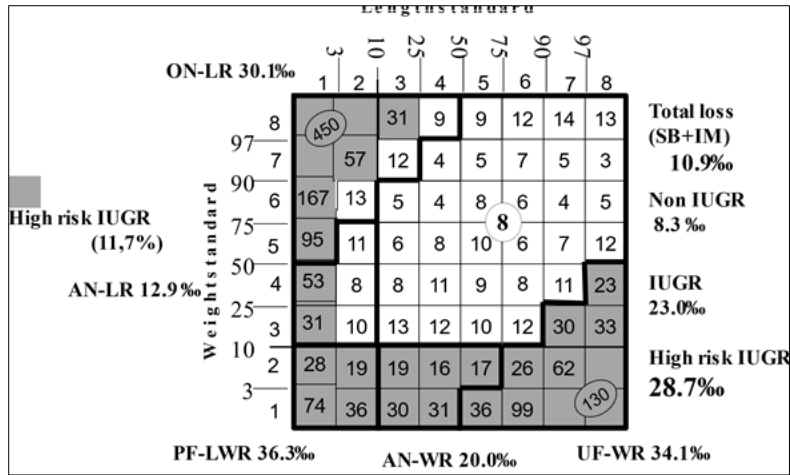 Lengthstandard
3 10 25 50 75 90 97
ON-LR 30.1‰
1 2 3 4 5 6 7 8
8 450 31 9 9 12 14 13
97
7 57 12 4 5 7 5 3
90
6 167 13 5 4 8 6 4 5
75
8
5 95 11 6 8 10 6 7 12
50
4 53 8 8 11 9 8 11 23
25
3 31 10 13 12 10 12 30 33
10
2 28 19 19 16 17 26 62
3
1 74 36 30 31 36 99 130
Weightstandard
High risk IUGR
(11,7%)
AN-LR 12.9‰
Total loss
(SB+IM)
10.9‰
Non IUGR
8.3 ‰
IUGR
23.0‰
High risk IUGR
28.7‰
PF-LWR 36.3‰
AN-WR 20.0‰
UF-WR 34.1‰